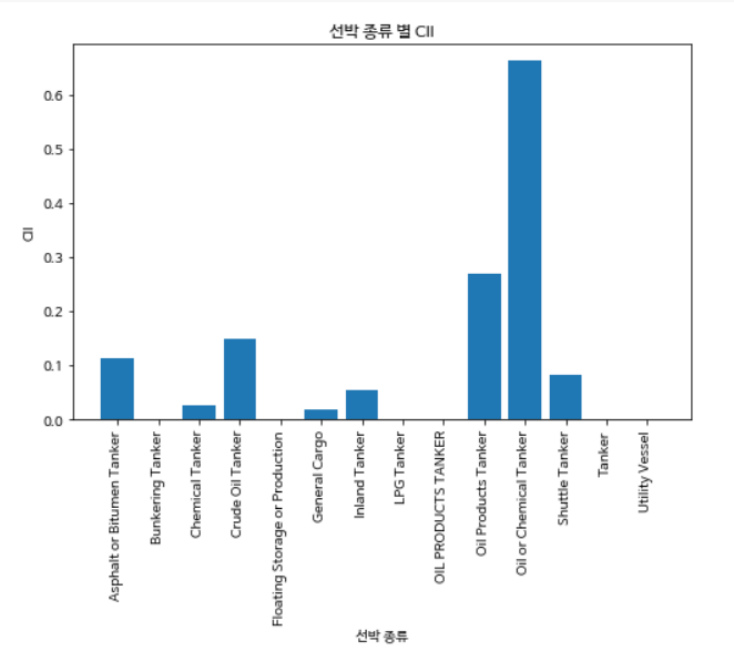 선박 종류 별 CII
CII
0.6
0.5
0.4
0.3
0.2
0.1
0.0
Asphalt or Bitumen Tanker
Bunkering Tanker
Chemical Tanker
Crude Oil Tanker
Floating Storage or Production
General Cargo
Inland Tanker
LPG Tanker
OIL PRODUCTS TANKER
Oil Products Tanker
Oil or Chemical Tanker
Shuttle Tanker
Tanker
Utility Vessel
선박 종류